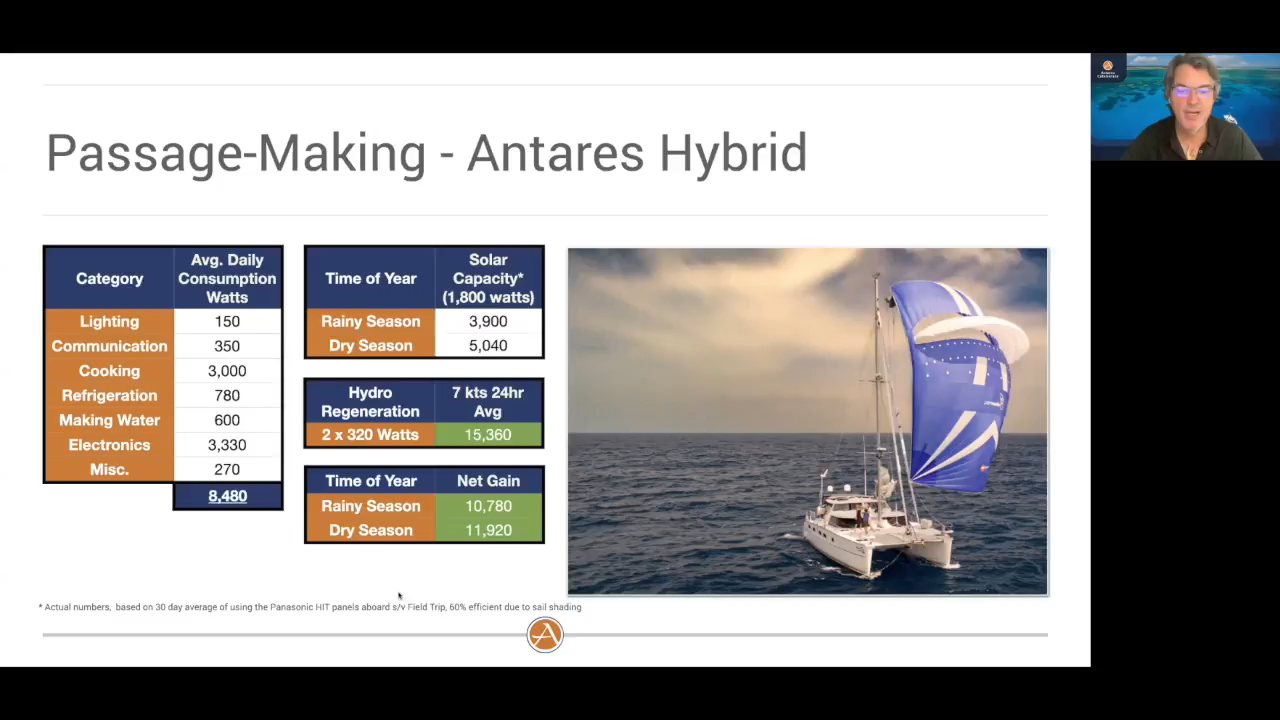 Passage-Making - Antares Hybrid
Category
Avg. Daily
Consumption
Watts
Lighting 150
Communication 350
Cooking 3,000
Refrigeration 780
Making Water 600
Electronics 3,330
Misc. 270
8,480
Time of Year
Solar
Capacity*
(1,800 watts)
Rainy Season 3,900
Dry Season 5,040
Hydro
Regeneration
7 kts 24hr
Avg
2 x 320 Watts 15,360
Time of Year Net Gain
Rainy Season 10,780
Dry Season 11,920
* Actual numbers, based on 30 day average of using the Panasonic HIT panels aboard s/v Field Trip, 60% efficient due to sail shading